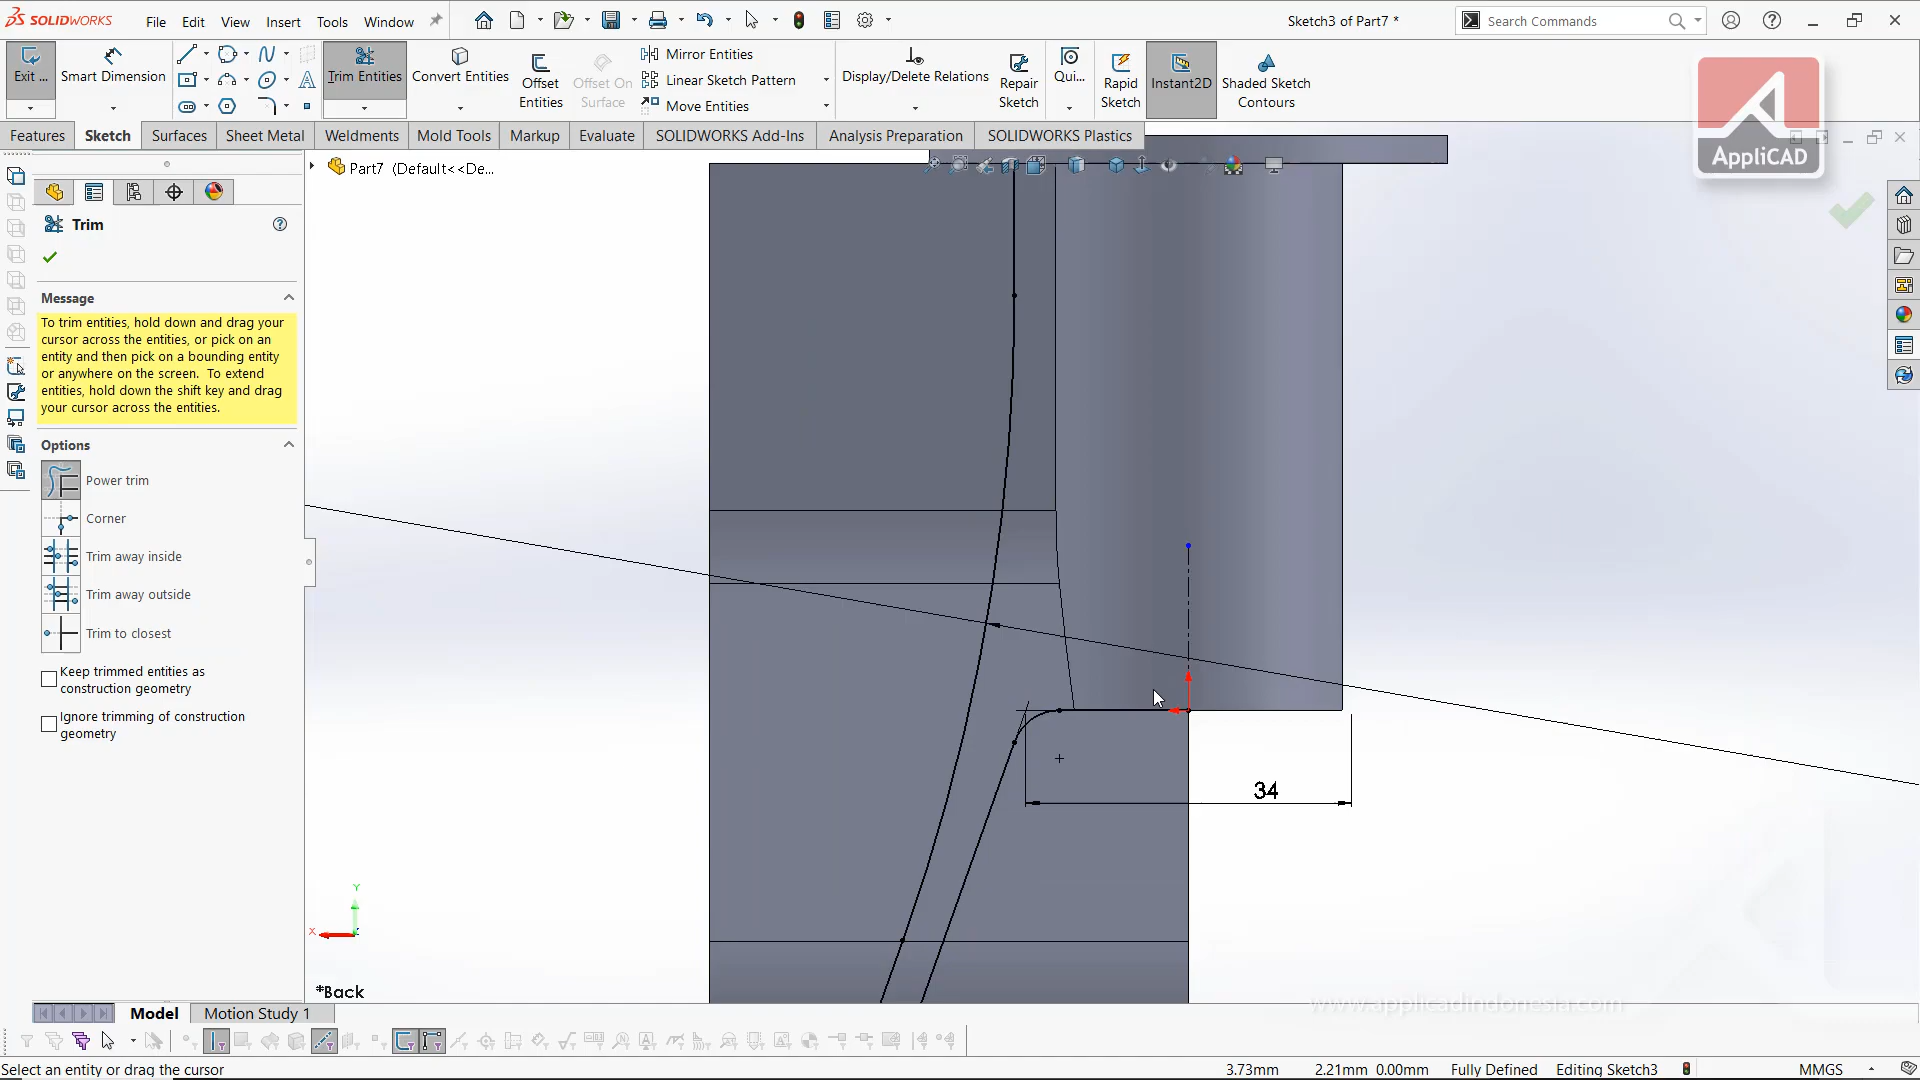 SOLIDWORKS
File Edit View Insert Tools Window
Sketch3 of Part7 *
Search Commands
Exit ...
Smart Dimension
Trim Entities
Convert Entities
Offset Entities
Offset On Surface
Mirror Entities
Linear Sketch Pattern
Move Entities
Display/Delete Relations
Repair Sketch
Qui...
Rapid Sketch
Instant2D
Shaded Sketch Contours
AppliCAD
Features Sketch Surfaces Sheet Metal Weldments Mold Tools Markup Evaluate SOLIDWORKS Add-Ins Analysis Preparation SOLIDWORKS Plastics
Part7 (Default<<De...
Trim
Message
To trim entities, hold down and drag your
cursor across the entities, or pick on an
entity and then pick on a bounding entity
or anywhere on the screen. To extend
entities, hold down the shift key and drag
your cursor across the entities.
Options
Power trim
Corner
Trim away inside
Trim away outside
Trim to closest
Keep trimmed entities as
construction geometry
Ignore trimming of construction
geometry
34
Y
X
*Back
www.applicadindonesia.com
Model Motion Study 1
Select an entity or drag the cursor
3.73mm 2.21mm 0.00mm Fully Defined Editing Sketch3 MMGS